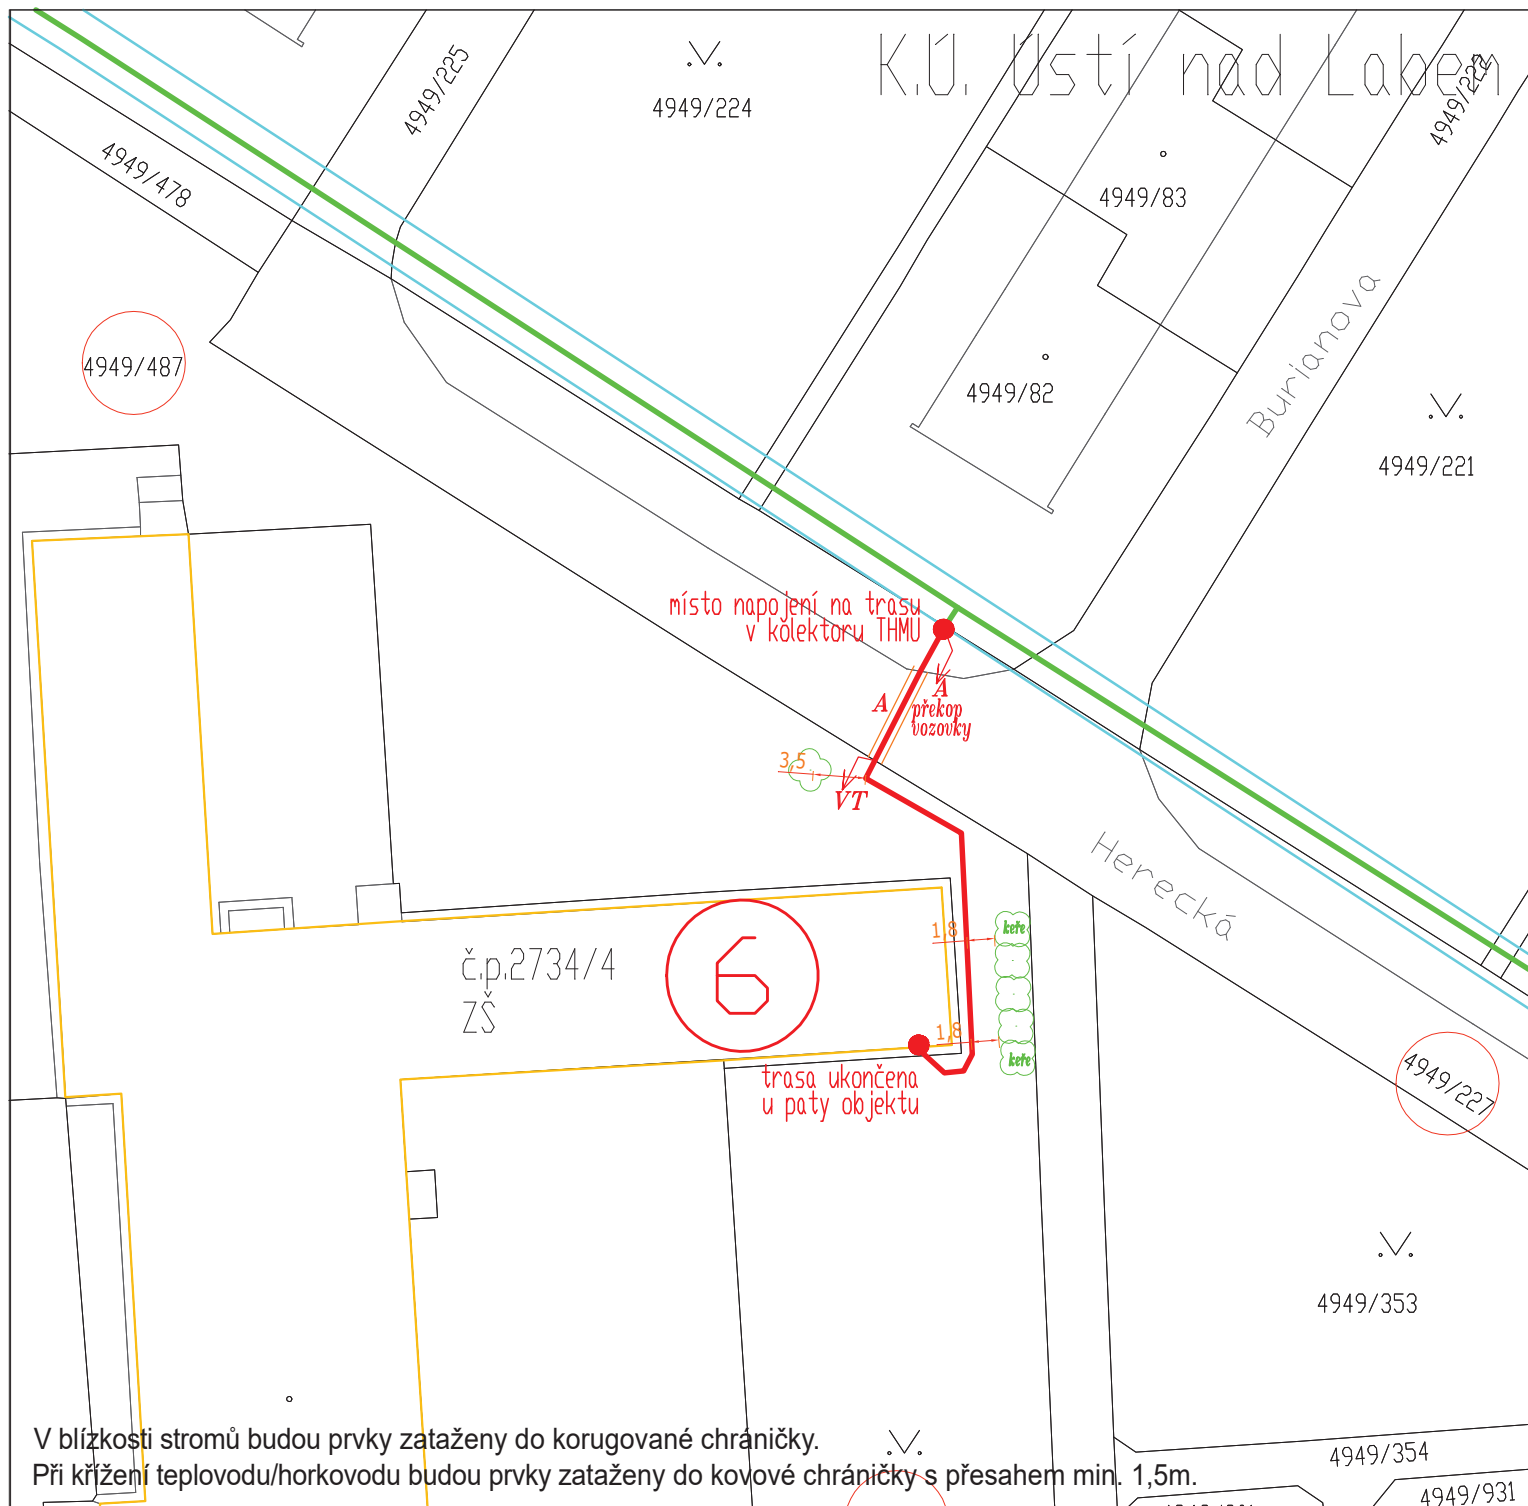 K.Ú. Ústí nad Labem
4949/225
4949/224
4949/222
4949/478
4949/83
4949/487
4949/82
Burianova
4949/221
místo napojení na trasu
v kolektoru THMU
A
A
překop
vozovky
3,5
VT
Herecká
1,8
keře
č.p.2734/4
ZŠ
6
1,8
keře
trasa ukončena
u paty objektu
4949/227
4949/353
V blízkosti stromů budou prvky zataženy do korugované chráničky.
4949/354
Při křížení teplovodu/horkovodu budou prvky zataženy do kovové chráničky s přesahem min. 1,5m.
4949/931